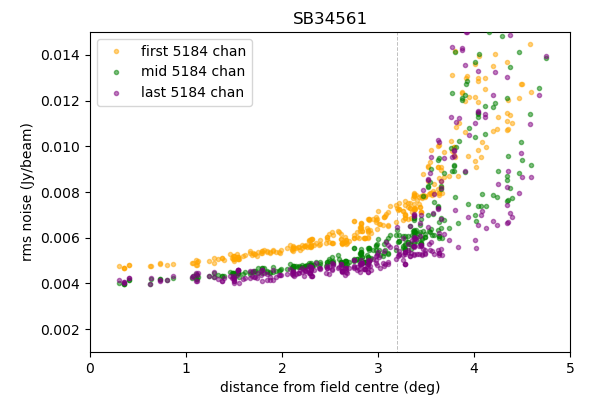 SB34561
first 5184 chan
mid 5184 chan
last 5184 chan
0.014
0.012
0.010
0.008
0.006
0.004
0.002
rms noise (Jy/beam)
0 1 2 3 4 5
distance from field centre (deg)